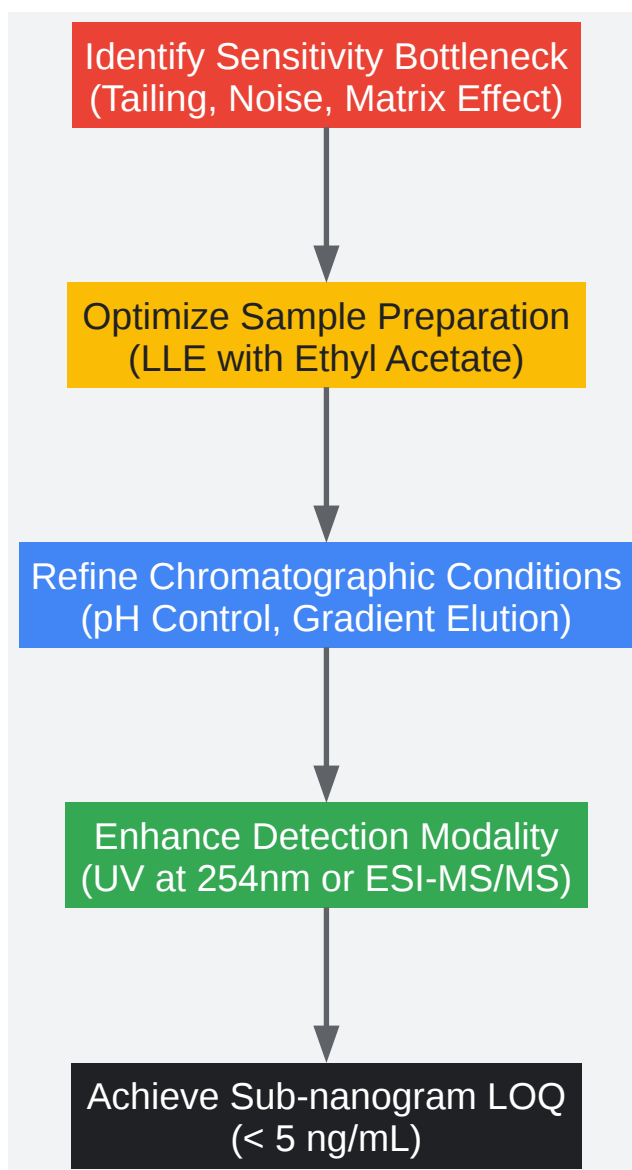 Identify Sensitivity Bottleneck
(Tailing, Noise, Matrix Effect)
Optimize Sample Preparation
(LLE with Ethyl Acetate)
Refine Chromatographic Conditions
(pH Control, Gradient Elution)
Enhance Detection Modality
(UV at 254nm or ESI-MS/MS)
Achieve Sub-nanogram LOQ
(< 5 ng/mL)